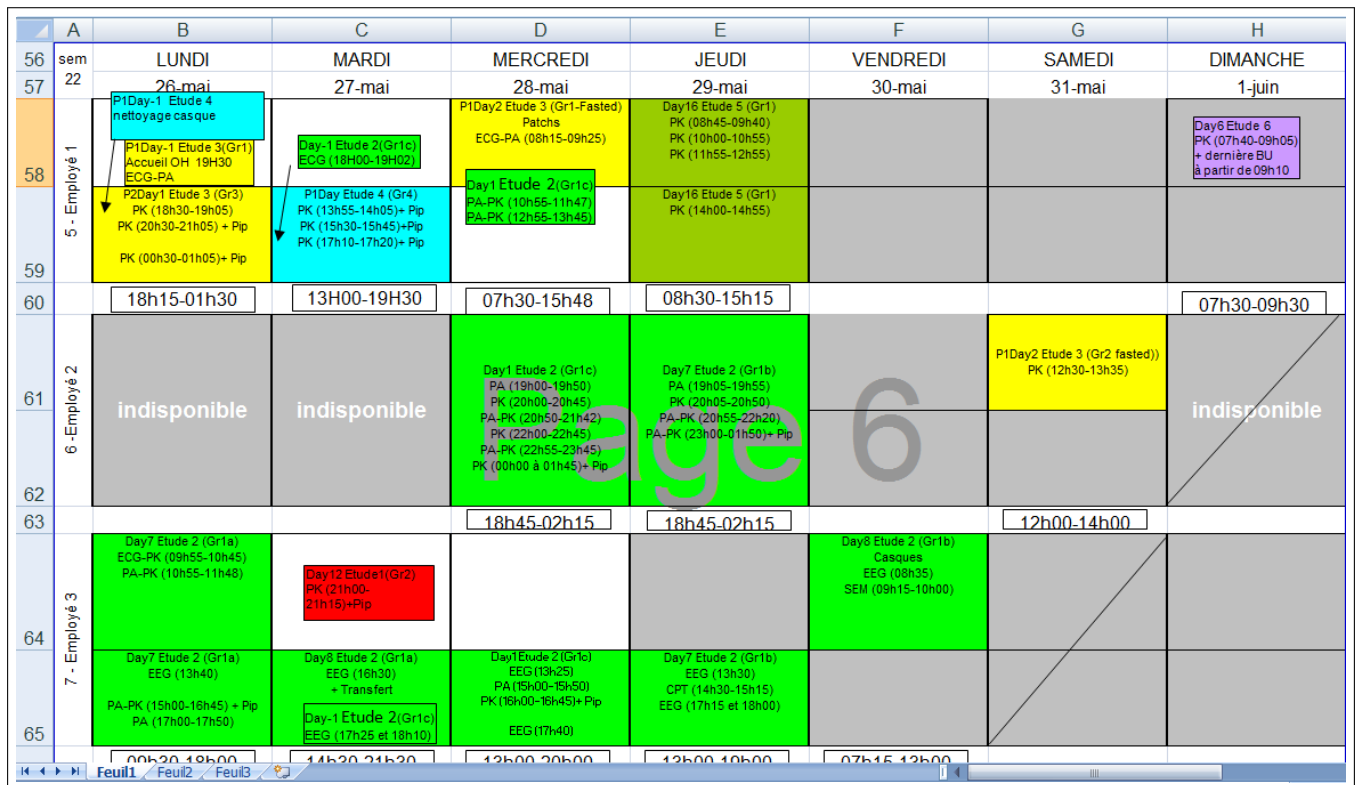 A B C D E F G H
56 sem LUNDI MARDI MERCREDI JEUDI VENDREDI SAMEDI DIMANCHE
57 22 26-mai 27-mai 28-mai 29-mai 30-mai 31-mai 1-juin
58
5 - Employé 1
P1Day-1 Etude 4
nettoyage casque
P1Day-1 Etude 3(Gr1)
Accueil OH 19H30
ECG-PA
Day-1 Etude 2(Gr1c)
ECG (18H00-19H02)
P1Day2 Etude 3 (Gr1-Fasted)
Patchs
ECG-PA (08h15-09h25)
Day1 Etude 2(Gr1c)
PA-PK (10h55-11h47)
PA-PK (12h55-13h45)
Day16 Etude 5 (Gr1)
PK (08h45-09h40)
PK (10h00-10h55)
PK (11h55-12h55)
Day6 Etude 6
PK (07h40-09h05)
+ dernière BU
à partir de 09h10
59
P2Day1 Etude 3 (Gr3)
PK (18h30-19h05)
PK (20h30-21h05) + Pip
PK (00h30-01h05)+ Pip
P1Day Etude 4 (Gr4)
PK (13h55-14h05)+ Pip
PK (15h30-15h45)+Pip
PK (17h10-17h20)+ Pip
Day16 Etude 5 (Gr1)
PK (14h00-14h55)
60 18h15-01h30 13H00-19H30 07h30-15h48 08h30-15h15 07h30-09h30
61
6 -Employé 2
indisponible
indisponible
Day1 Etude 2 (Gr1c)
PA (19h00-19h50)
PK (20h00-20h45)
PA-PK (20h50-21h42)
PK (22h00-22h45)
PA-PK (22h55-23h45)
PK (00h00 à 01h45)+ Pip
Day7 Etude 2 (Gr1b)
PA (19h05-19h55)
PK (20h05-20h50)
PA-PK (20h55-22h20)
PA-PK (23h00-01h50)+ Pip
P1Day2 Etude 3 (Gr2 fasted))
PK (12h30-13h35)
indisponible
Page 6
62
63 18h45-02h15 18h45-02h15 12h00-14h00
64
7 - Employé 3
Day7 Etude 2 (Gr1a)
ECG-PK (09h55-10h45)
PA-PK (10h55-11h48)
Day12 Etude1(Gr2)
PK (21h00-
21h15)+Pip
Day8 Etude 2 (Gr1b)
Casques
EEG (08h35)
SEM (09h15-10h00)
65
Day7 Etude 2 (Gr1a)
EEG (13h40)
PA-PK (15h00-16h45) + Pip
PA (17h00-17h50)
Day8 Etude 2 (Gr1a)
EEG (16h30)
+ Transfert
Day-1 Etude 2(Gr1c)
EEG (17h25 et 18h10)
Day1Etude 2(Gr1c)
EEG (13h25)
PA (15h00-15h50)
PK (16h00-16h45)+ Pip
EEG (17h40)
Day7 Etude 2 (Gr1b)
EEG (13h30)
CPT (14h30-15h15)
EEG (17h15 et 18h00)
09h30-18h00 14h30-21h30 13h00-20h00 13h00-19h00 07h15-13h00
Feuil1 Feuil2 Feuil3